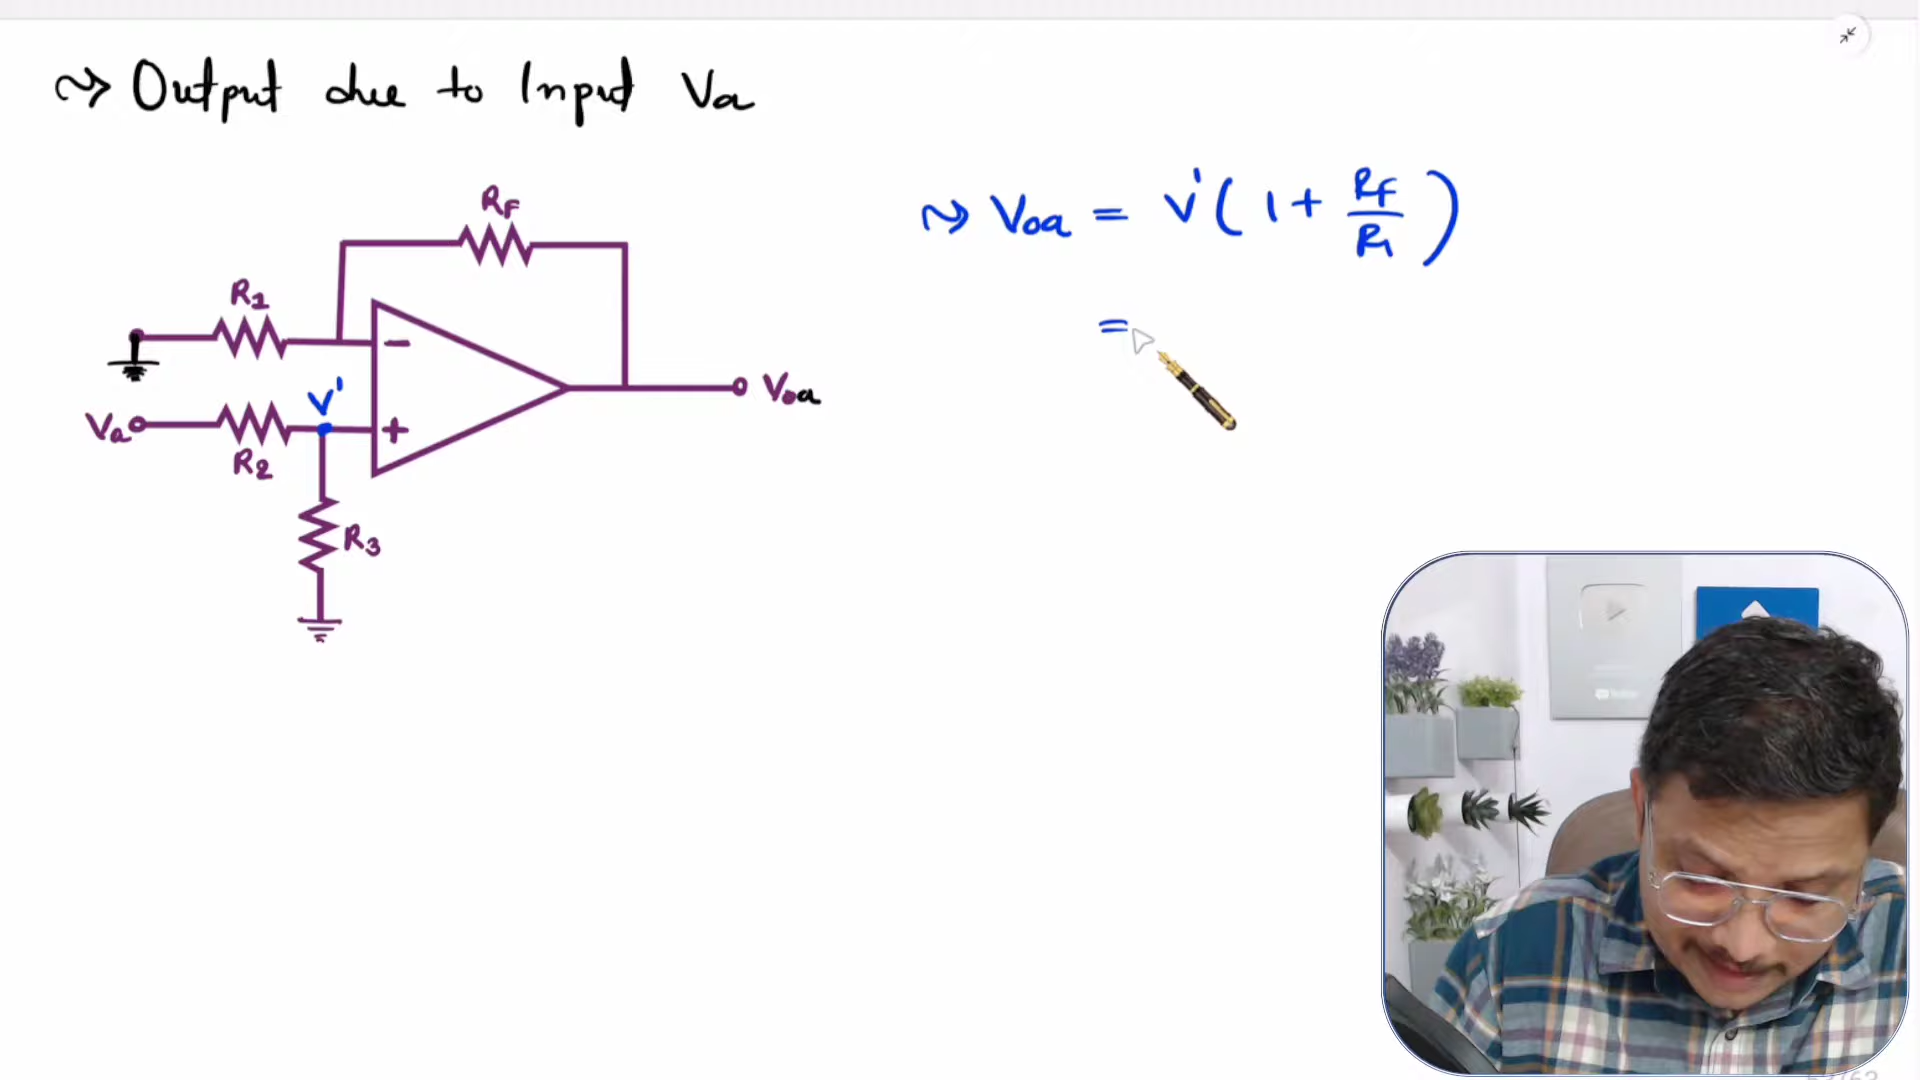 ~> Output due to Input Va
~> Voa = V' ( 1 + RF / R1 )
=
RF
R1
−
V'
Va
+
Voa
R2
R3